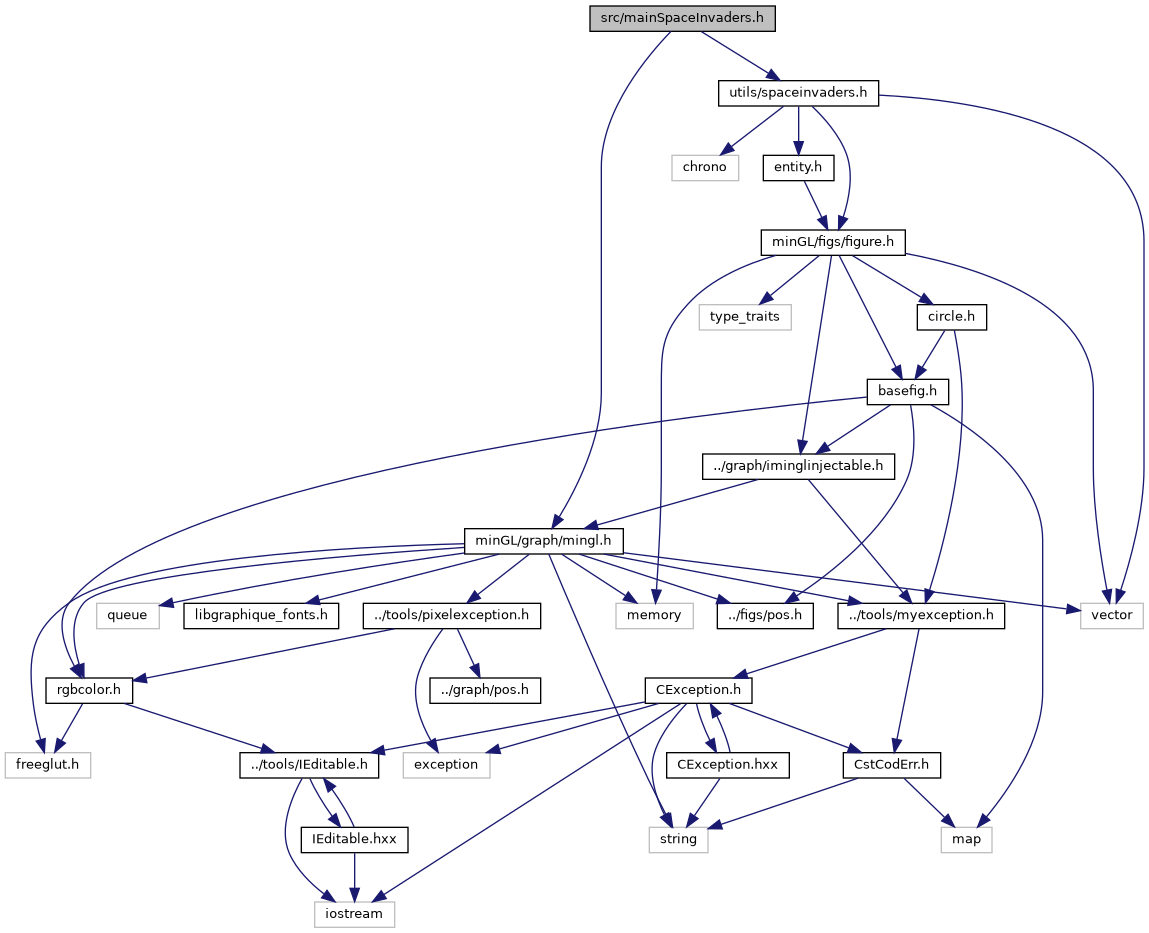 src/mainSpaceInvaders.h
utils/spaceinvaders.h
chrono
entity.h
minGL/figs/figure.h
type_traits
circle.h
basefig.h
../graph/iminglinjectable.h
minGL/graph/mingl.h
queue
libgraphique_fonts.h
../tools/pixelexception.h
memory
../figs/pos.h
../tools/myexception.h
vector
rgbcolor.h
../graph/pos.h
CException.h
freeglut.h
../tools/IEditable.h
exception
CException.hxx
CstCodErr.h
IEditable.hxx
string
map
iostream